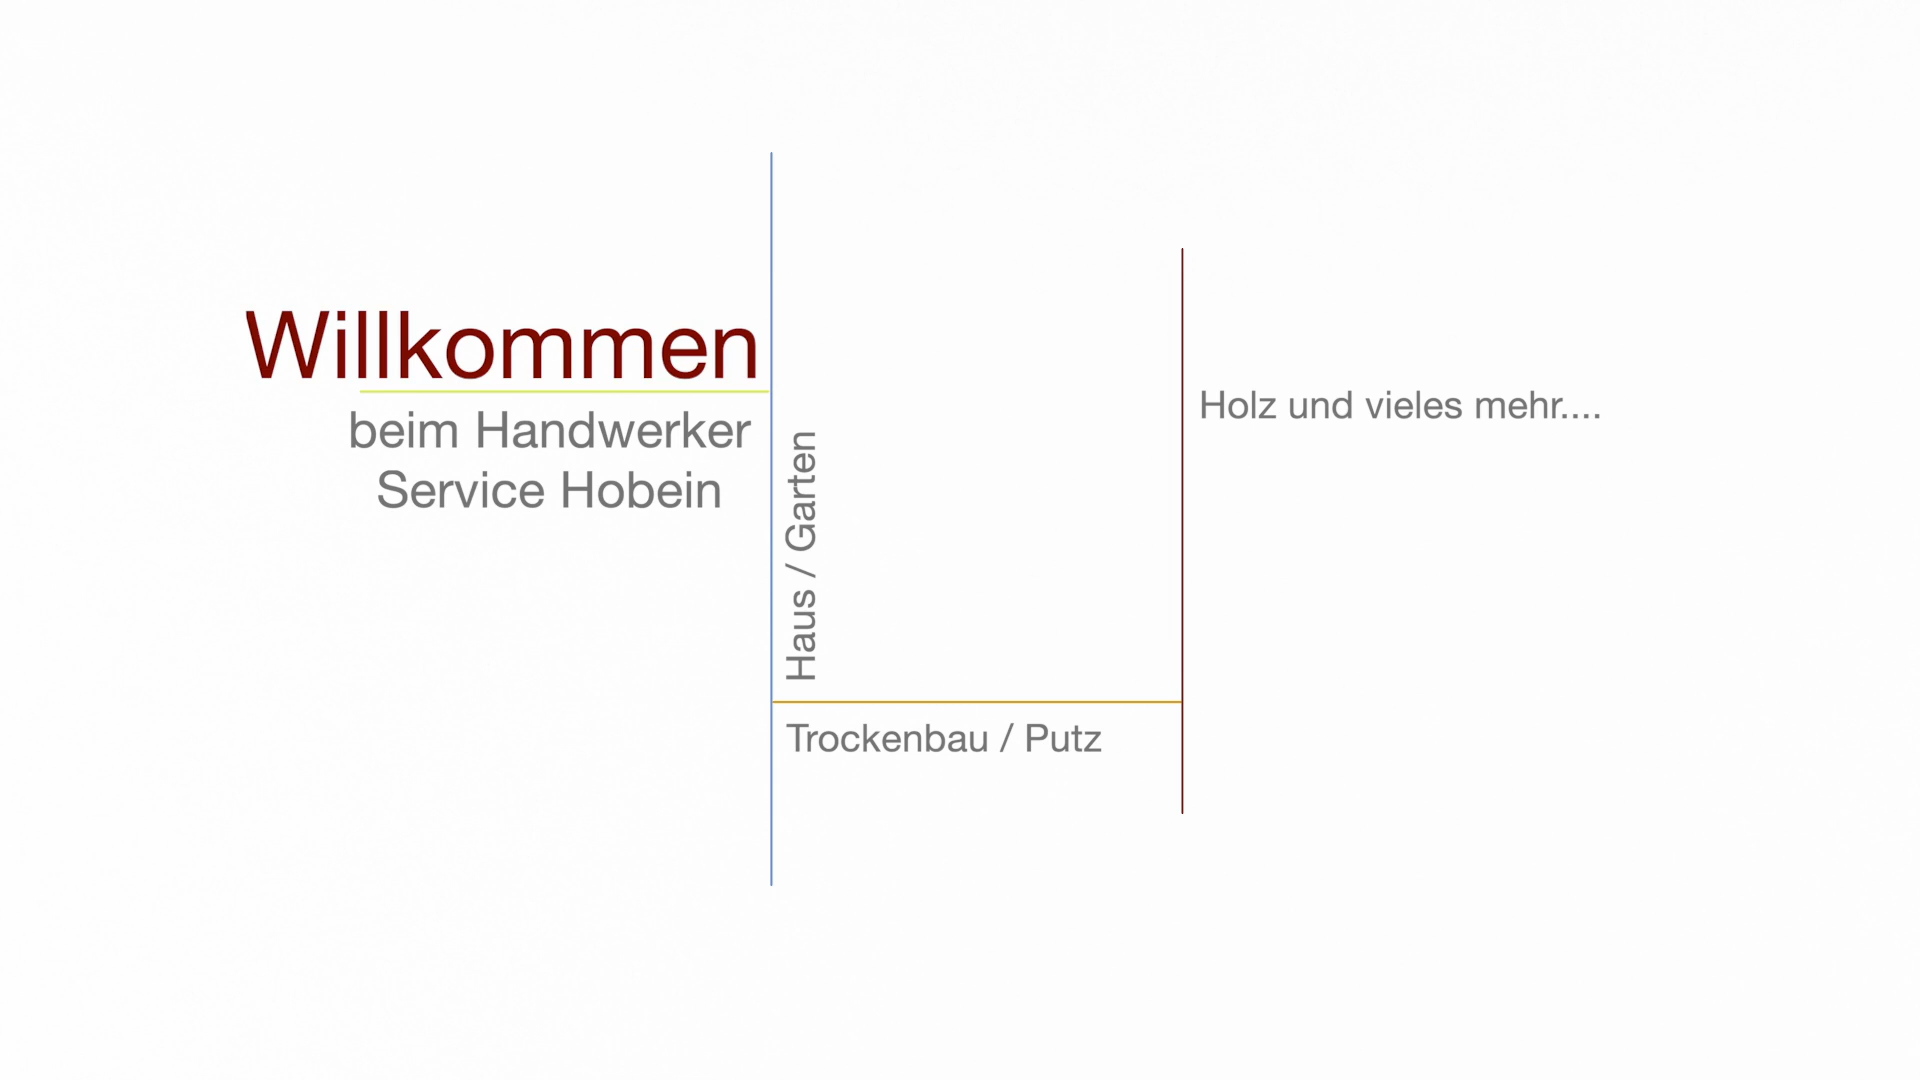 Willkommen
beim Handwerker
Service Hobein
Haus / Garten
Trockenbau / Putz
Holz und vieles mehr....